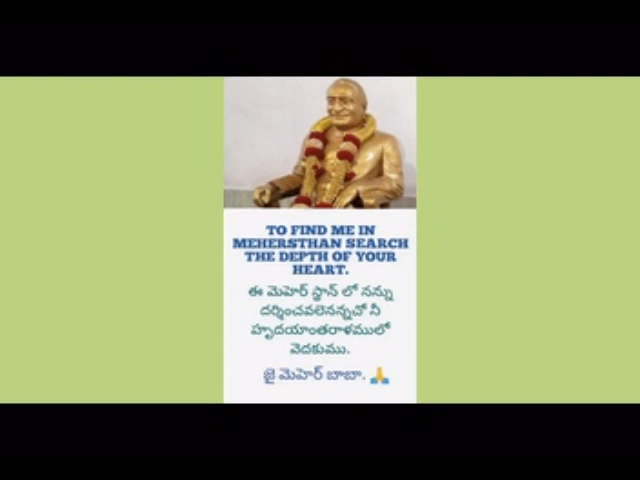 TO FIND ME IN
MEHERSTHAN SEARCH
THE DEPTH OF YOUR
HEART.
ఈ మెహెర్ స్థాన్ లో నన్ను
దర్శించవలెనన్నచో నీ
హృదయాంతరాళములో
వెదకుము.
జై మెహెర్ బాబా. 🙏